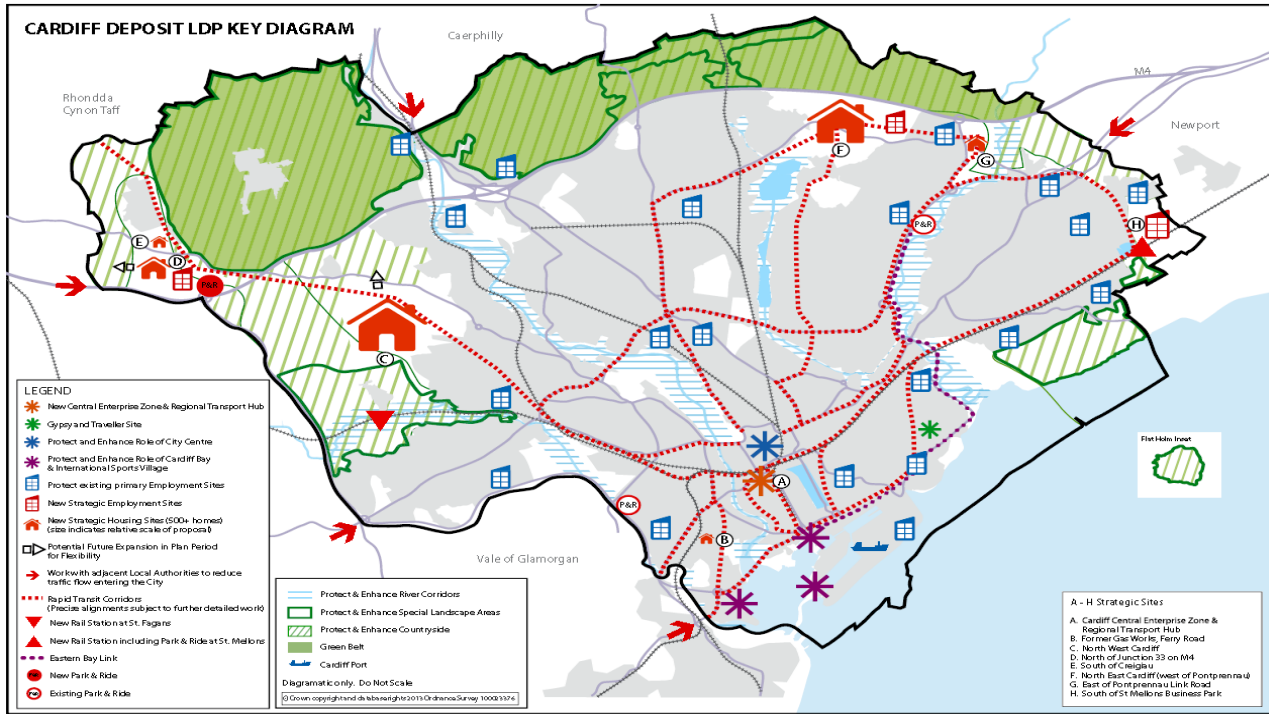 CARDIFF DEPOSIT LDP KEY DIAGRAM
Caerphilly
M4
Rhondda
Cynon Taff
Newport
F
G
P&R
H
E
D
P&R
C
LEGEND
New Central Enterprise Zone & Regional Transport Hub
Gypsy and Traveller Site
Protect and Enhance Role of City Centre
Protect and Enhance Role of Cardiff Bay
& International Sports Village
Protect existing primary Employment Sites
New Strategic Employment Sites
New Strategic Housing Sites (500+ homes)
(size indicates relative scale of proposal)
Potential Future Expansion in Plan Period
for Flexibility
Work with adjacent Local Authorities to reduce
traffic flow entering the City
Rapid Transit Corridors
(Precise alignments subject to further detailed work)
New Rail Station at St. Fagans
New Rail Station including Park & Ride at St. Mellons
Eastern Bay Link
New Park & Ride
Existing Park & Ride
A
P&R
B
Vale of Glamorgan
Flat Holm Inset
Protect & Enhance River Corridors
Protect & Enhance Special Landscape Areas
Protect & Enhance Countryside
Green Belt
Cardiff Port
Diagramatic only. Do Not Scale
(c) Crown copyright and database rights 2013 Ordnance Survey 100023376
A - H Strategic Sites
A. Cardiff Central Enterprise Zone &
Regional Transport Hub
B. Former Gas Works, Ferry Road
C. North West Cardiff
D. North of Junction 33 on M4
E. South of Creigiau
F. North East Cardiff (west of Pontprennau)
G. East of Pontprennau Link Road
H. South of St Mellons Business Park